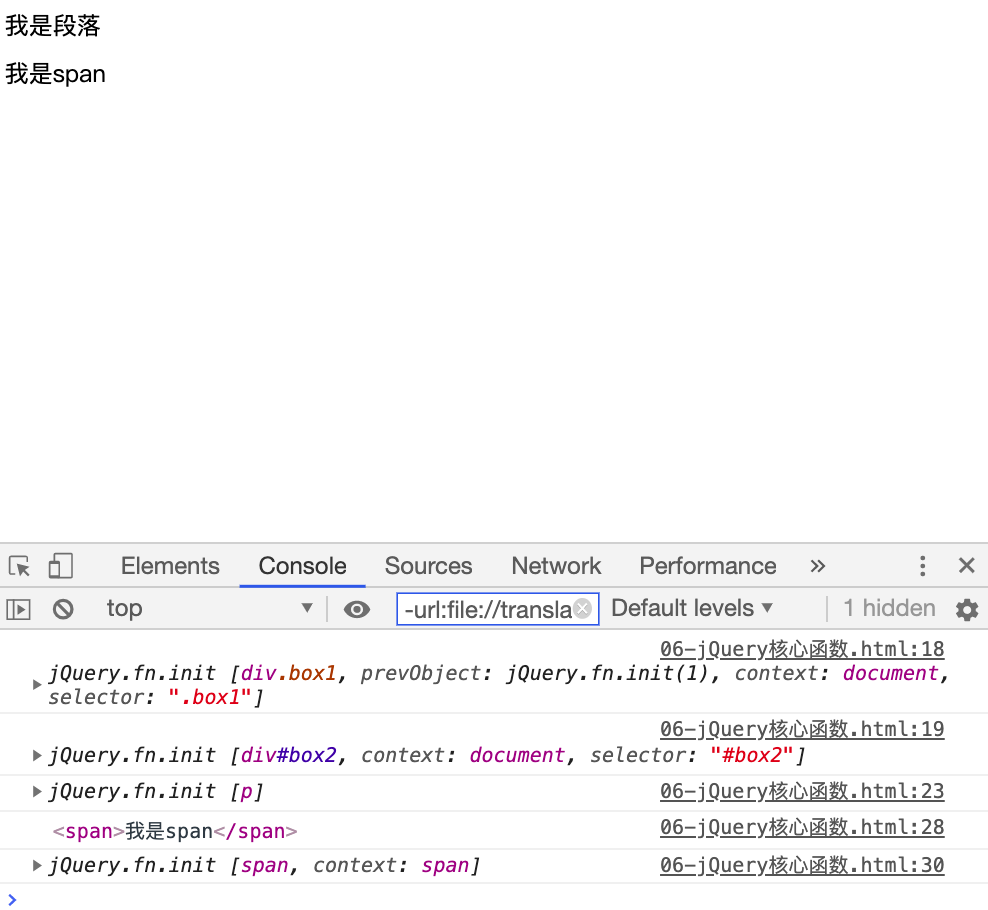 我是段落
我是span
Elements Console Sources Network Performance »
top ▼ -url:file://transla Default levels ▼ 1 hidden
06-jQuery核心函数.html:18
jQuery.fn.init [div.box1, prevObject: jQuery.fn.init(1), context: document,
selector: ".box1"]
06-jQuery核心函数.html:19
jQuery.fn.init [div#box2, context: document, selector: "#box2"]
jQuery.fn.init [p] 06-jQuery核心函数.html:23
<span>我是span</span> 06-jQuery核心函数.html:28
jQuery.fn.init [span, context: span] 06-jQuery核心函数.html:30